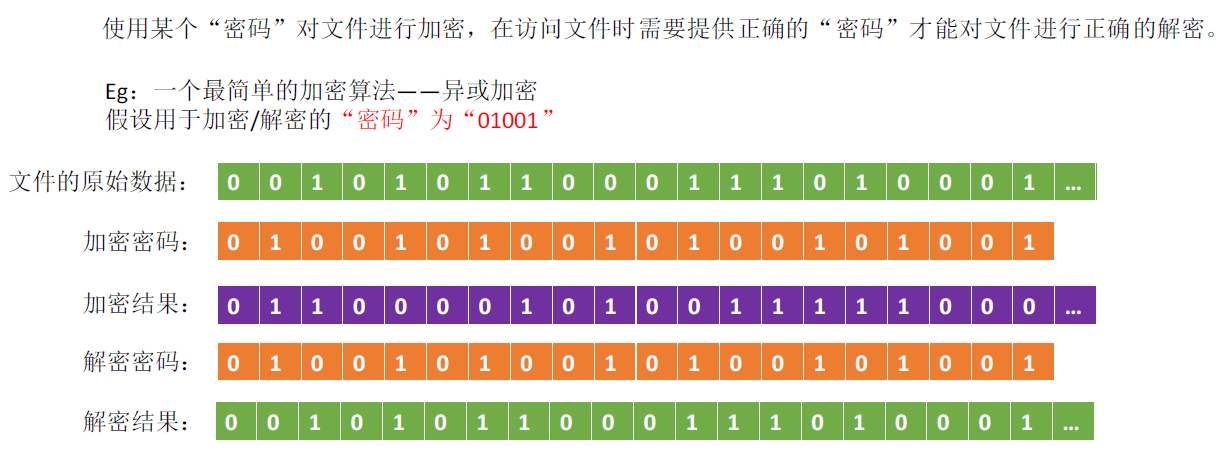 使用某个“密码”对文件进行加密，在访问文件时需要提供正确的“密码”才能对文件进行正确的解密。
Eg：一个最简单的加密算法——异或加密
假设用于加密/解密的“密码”为“01001”
文件的原始数据： 0 0 1 0 1 0 1 1 0 0 0 1 1 1 0 1 0 0 0 1 …
加密密码： 0 1 0 0 1 0 1 0 0 1 0 1 0 0 1 0 1 0 0 1
加密结果： 0 1 1 0 0 0 0 1 0 1 0 0 1 1 1 1 1 0 0 0 …
解密密码： 0 1 0 0 1 0 1 0 0 1 0 1 0 0 1 0 1 0 0 1
解密结果： 0 0 1 0 1 0 1 1 0 0 0 1 1 1 0 1 0 0 0 1 …